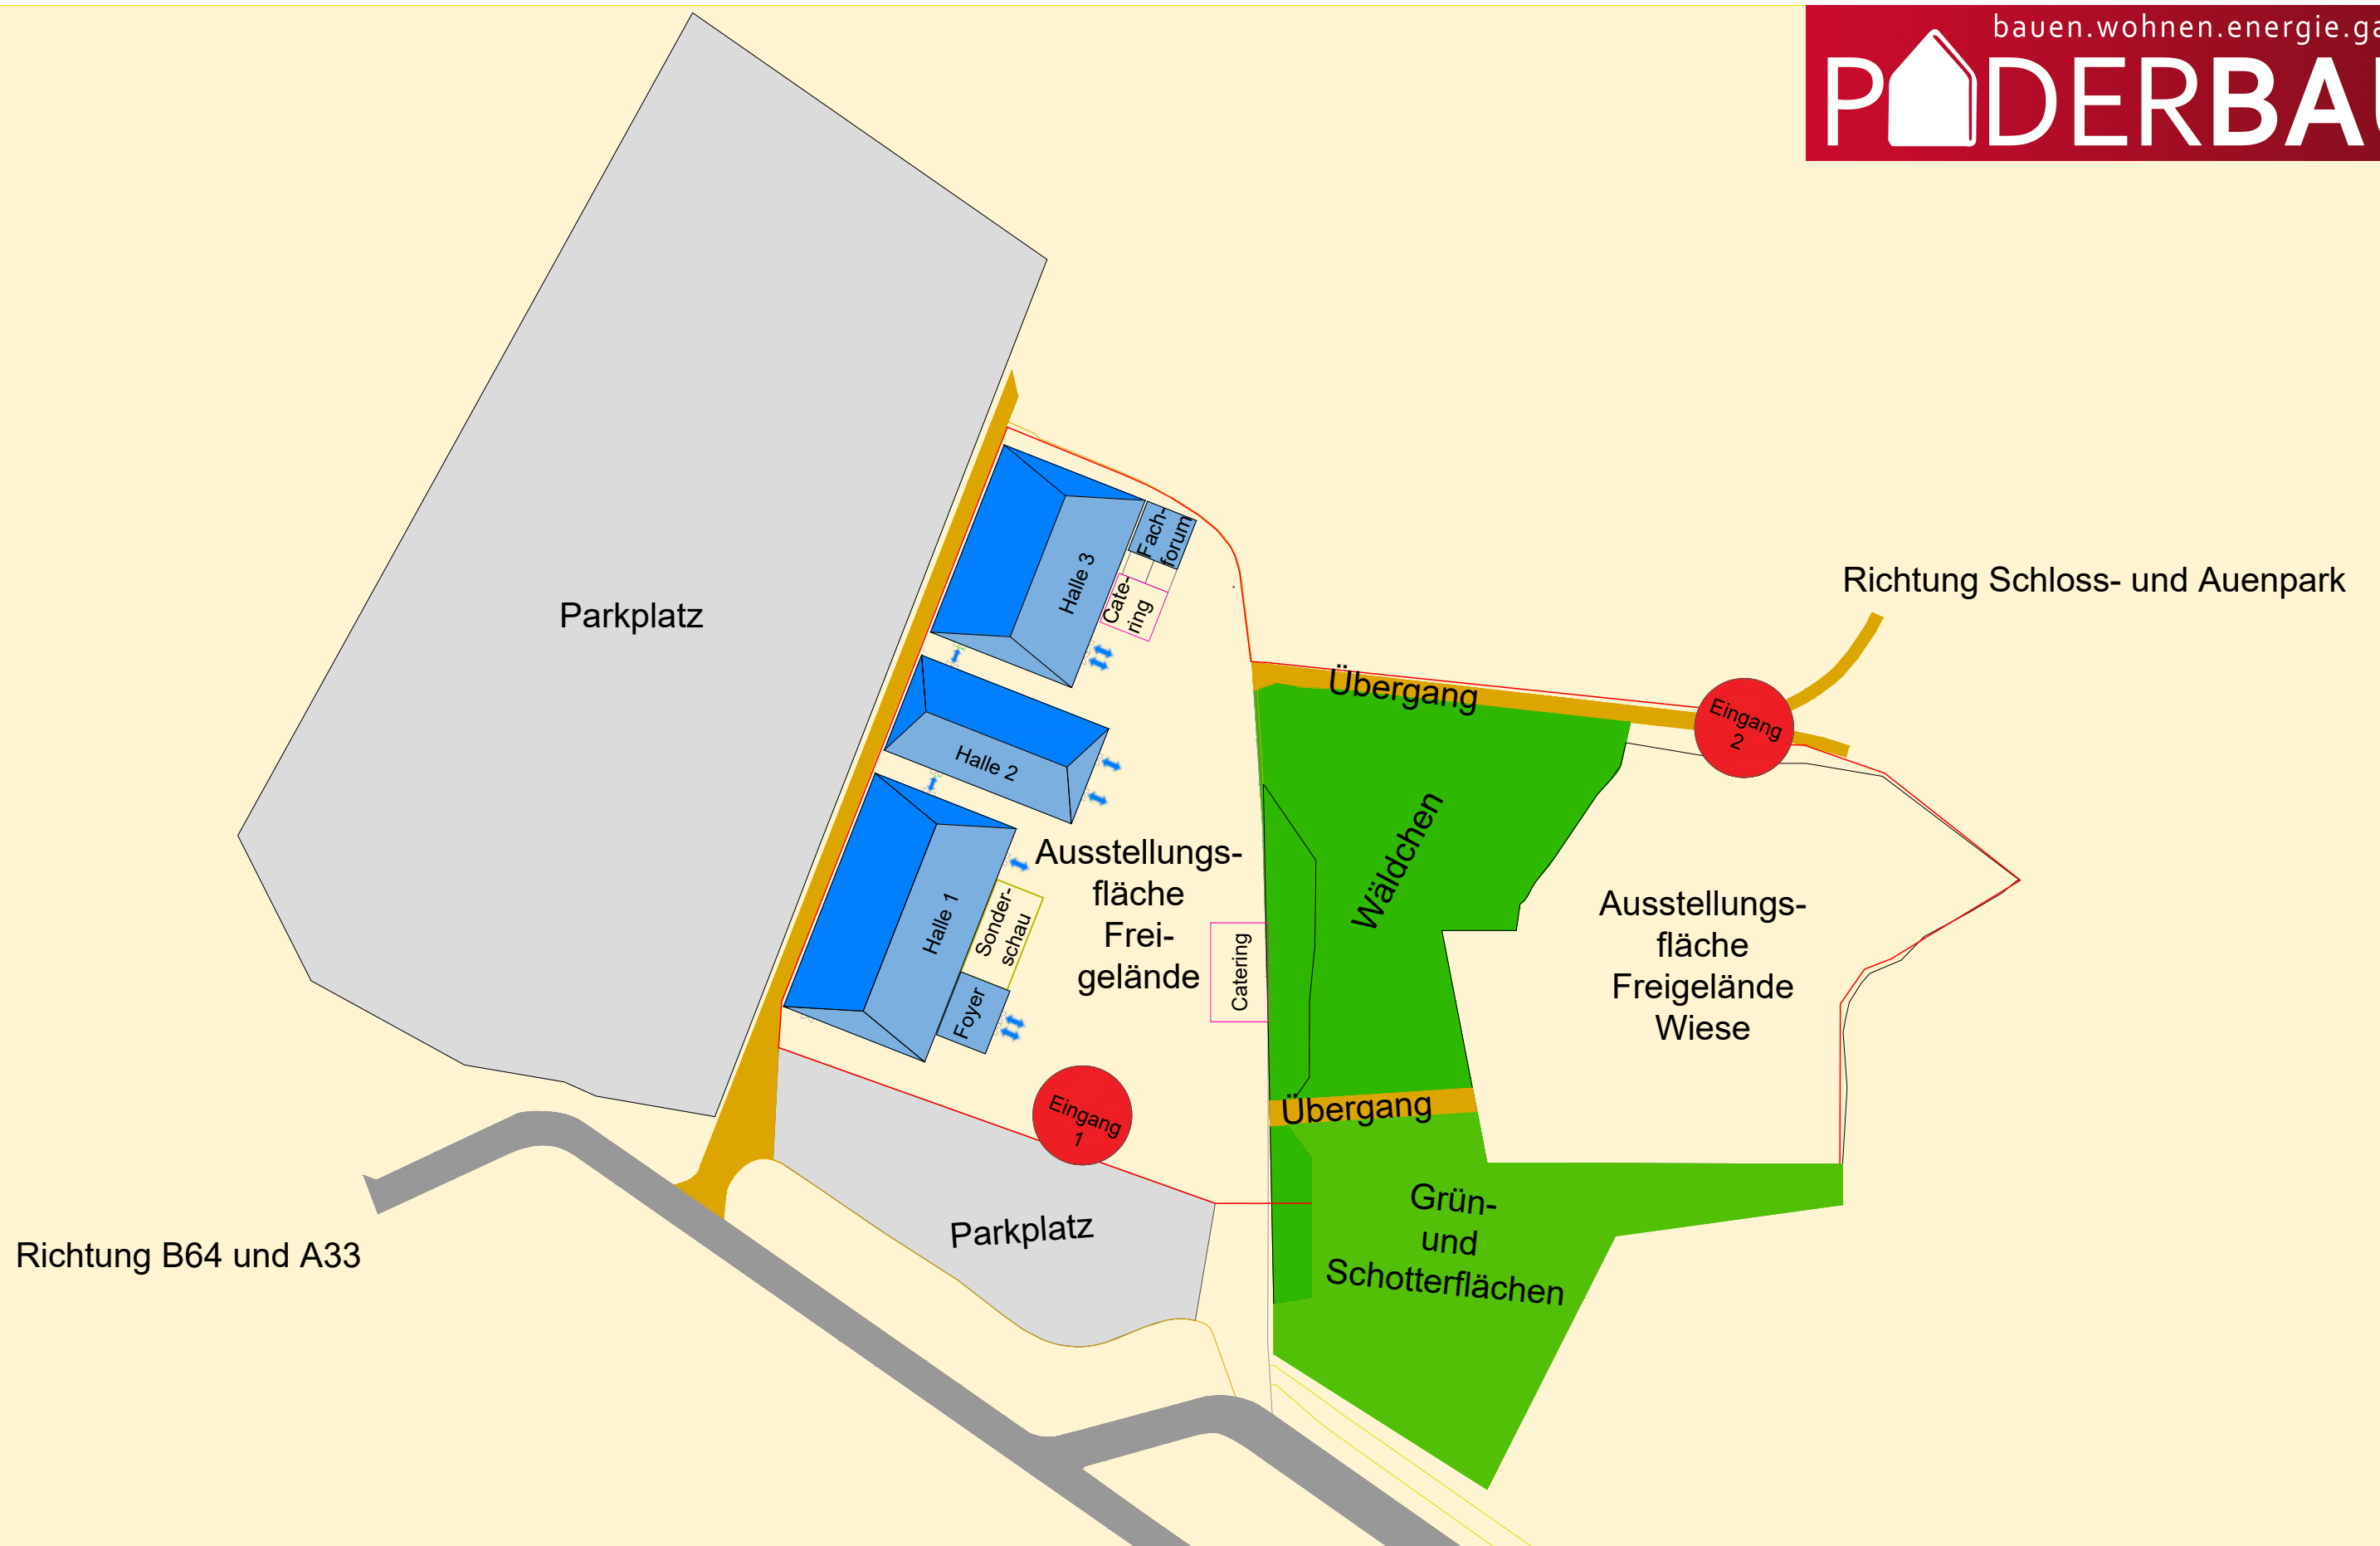 bauen.wohnen.energie.ga
PADERBAU
Parkplatz
Fach-
forum
Halle 3
Cate-
ring
Richtung Schloss- und Auenpark
Übergang
Eingang
2
Halle 2
Ausstellungs-
fläche
Frei-
gelände
Wäldchen
Halle 1
Sonder-
schau
Foyer
Catering
Ausstellungs-
fläche
Freigelände
Wiese
Eingang
1
Übergang
Parkplatz
Grün-
und
Schotterflächen
Richtung B64 und A33